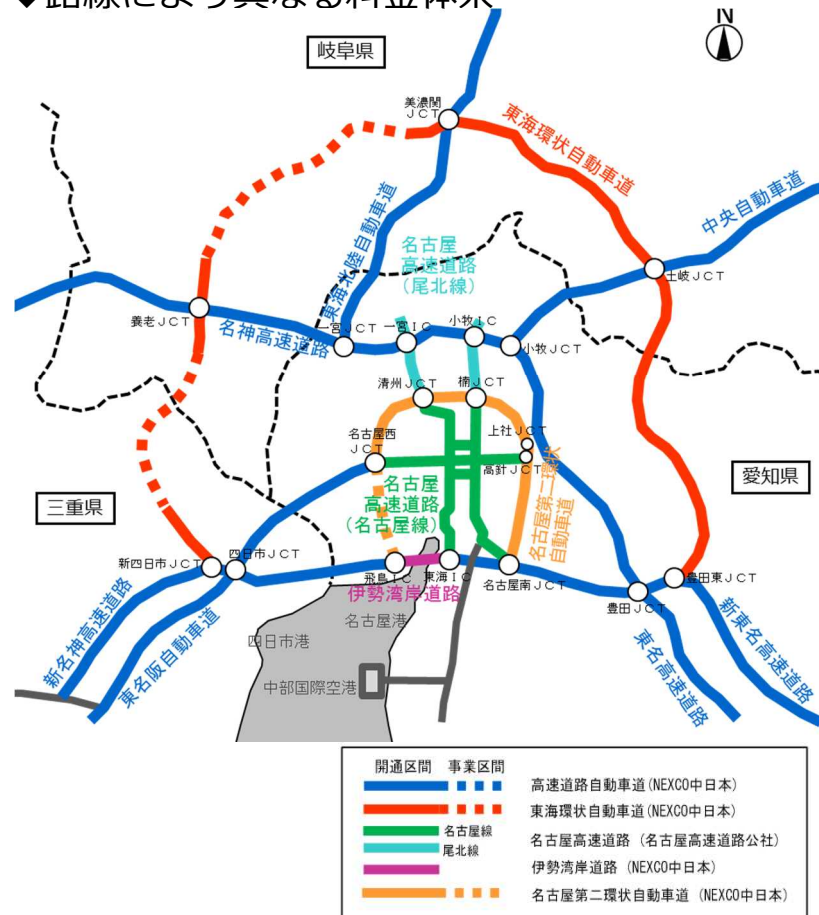 ◆路線により異なる料金体系
N
岐阜県
美濃関
JCT
東海環状自動車道
中央自動車道
東海北陸自動車道
名古屋
高速道路
(尾北線)
土岐JCT
養老JCT
名神高速道路
一宮JCT
一宮IC
小牧IC
小牧JCT
清州JCT
楠JCT
上社JCT
名古屋西
JCT
高針JCT
愛知県
三重県
名古屋
高速道路
(名古屋線)
名古屋第二環状
自動車道
新四日市JCT
四日市JCT
飛島IC
東海IC
名古屋南JCT
豊田JCT
豊田東JCT
伊勢湾岸道路
名古屋港
四日市港
中部国際空港
新名神高速道路
東名阪自動車道
東名高速道路
新東名高速道路
開通区間 事業区間
高速道路自動車道(NEXCO中日本)
東海環状自動車道(NEXCO中日本)
名古屋線
名古屋高速道路 (名古屋高速道路公社)
尾北線
伊勢湾岸道路 (NEXCO中日本)
名古屋第二環状自動車道 (NEXCO中日本)